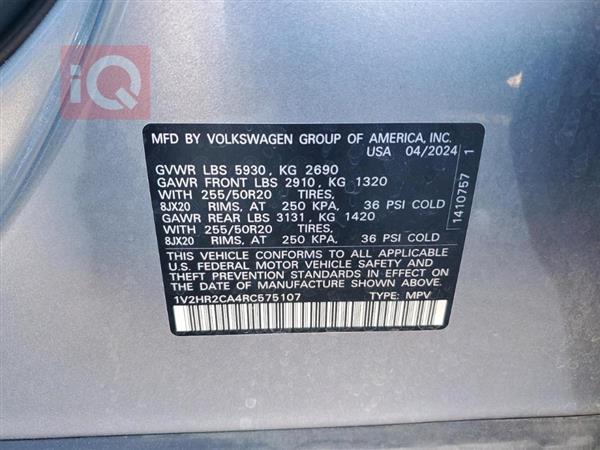 iQ
MFD BY VOLKSWAGEN GROUP OF AMERICA, INC.
USA 04/2024
GVWR LBS 5930, KG 2690
GAWR FRONT LBS 2910, KG 1320
WITH 255/50R20 TIRES,
8JX20 RIMS, AT 250 KPA, 36 PSI COLD
GAWR REAR LBS 3131, KG 1420
WITH 255/50R20 TIRES,
8JX20 RIMS, AT 250 KPA, 36 PSI COLD
THIS VEHICLE CONFORMS TO ALL APPLICABLE
U.S. FEDERAL MOTOR VEHICLE SAFETY AND
THEFT PREVENTION STANDARDS IN EFFECT ON
THE DATE OF MANUFACTURE SHOWN ABOVE
1V2HR2CA4RC575107 TYPE: MPV
1410757 1